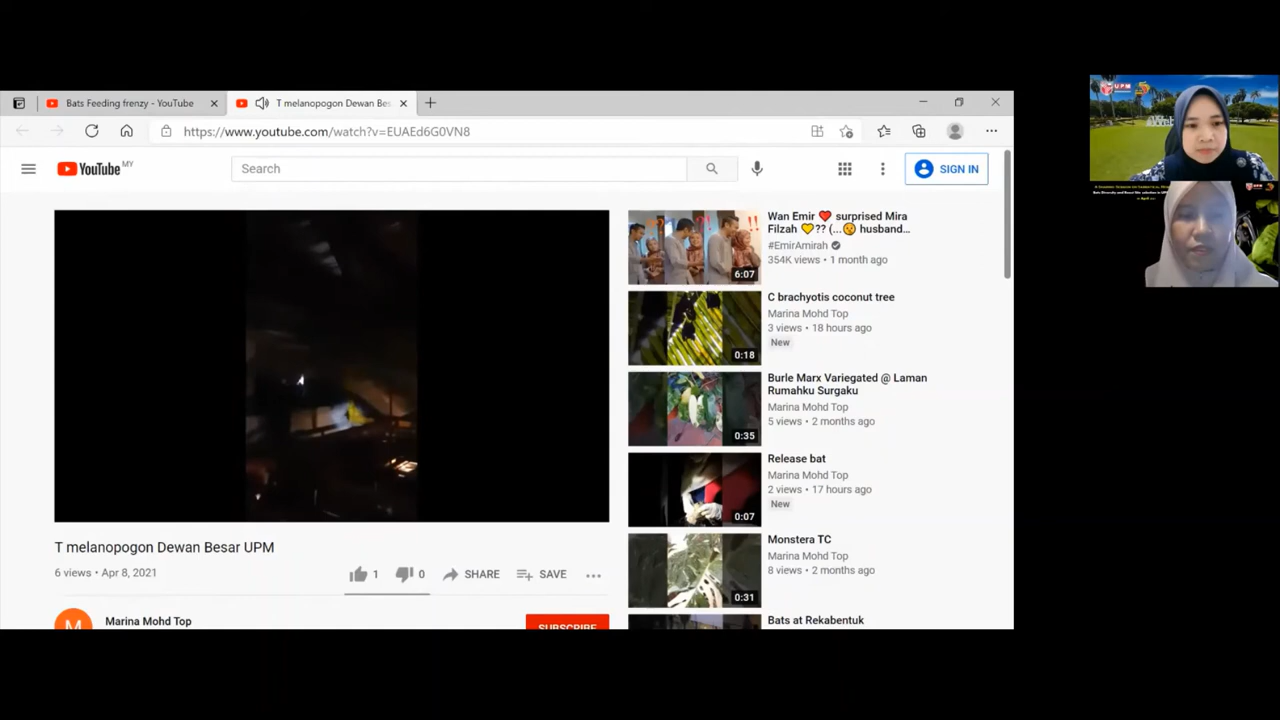 Bats Feeding frenzy - YouTube
T melanopogon Dewan Bes
https://www.youtube.com/watch?v=EUAEd6G0VN8
YouTube MY
Search
SIGN IN
Wan Emir ❤️ surprised Mira
Filzah 💛?? (...😯 husband…
#EmirAmirah
354K views • 1 month ago
6:07
C brachyotis coconut tree
Marina Mohd Top
3 views • 18 hours ago
New
0:18
Burle Marx Variegated @ Laman
Rumahku Surgaku
Marina Mohd Top
5 views • 2 months ago
0:35
Release bat
Marina Mohd Top
2 views • 17 hours ago
New
0:07
Monstera TC
Marina Mohd Top
8 views • 2 months ago
0:31
Bats at Rekabentuk
T melanopogon Dewan Besar UPM
6 views • Apr 8, 2021
1
0
SHARE
SAVE
M
Marina Mohd Top
SUBSCRIBE
UPM